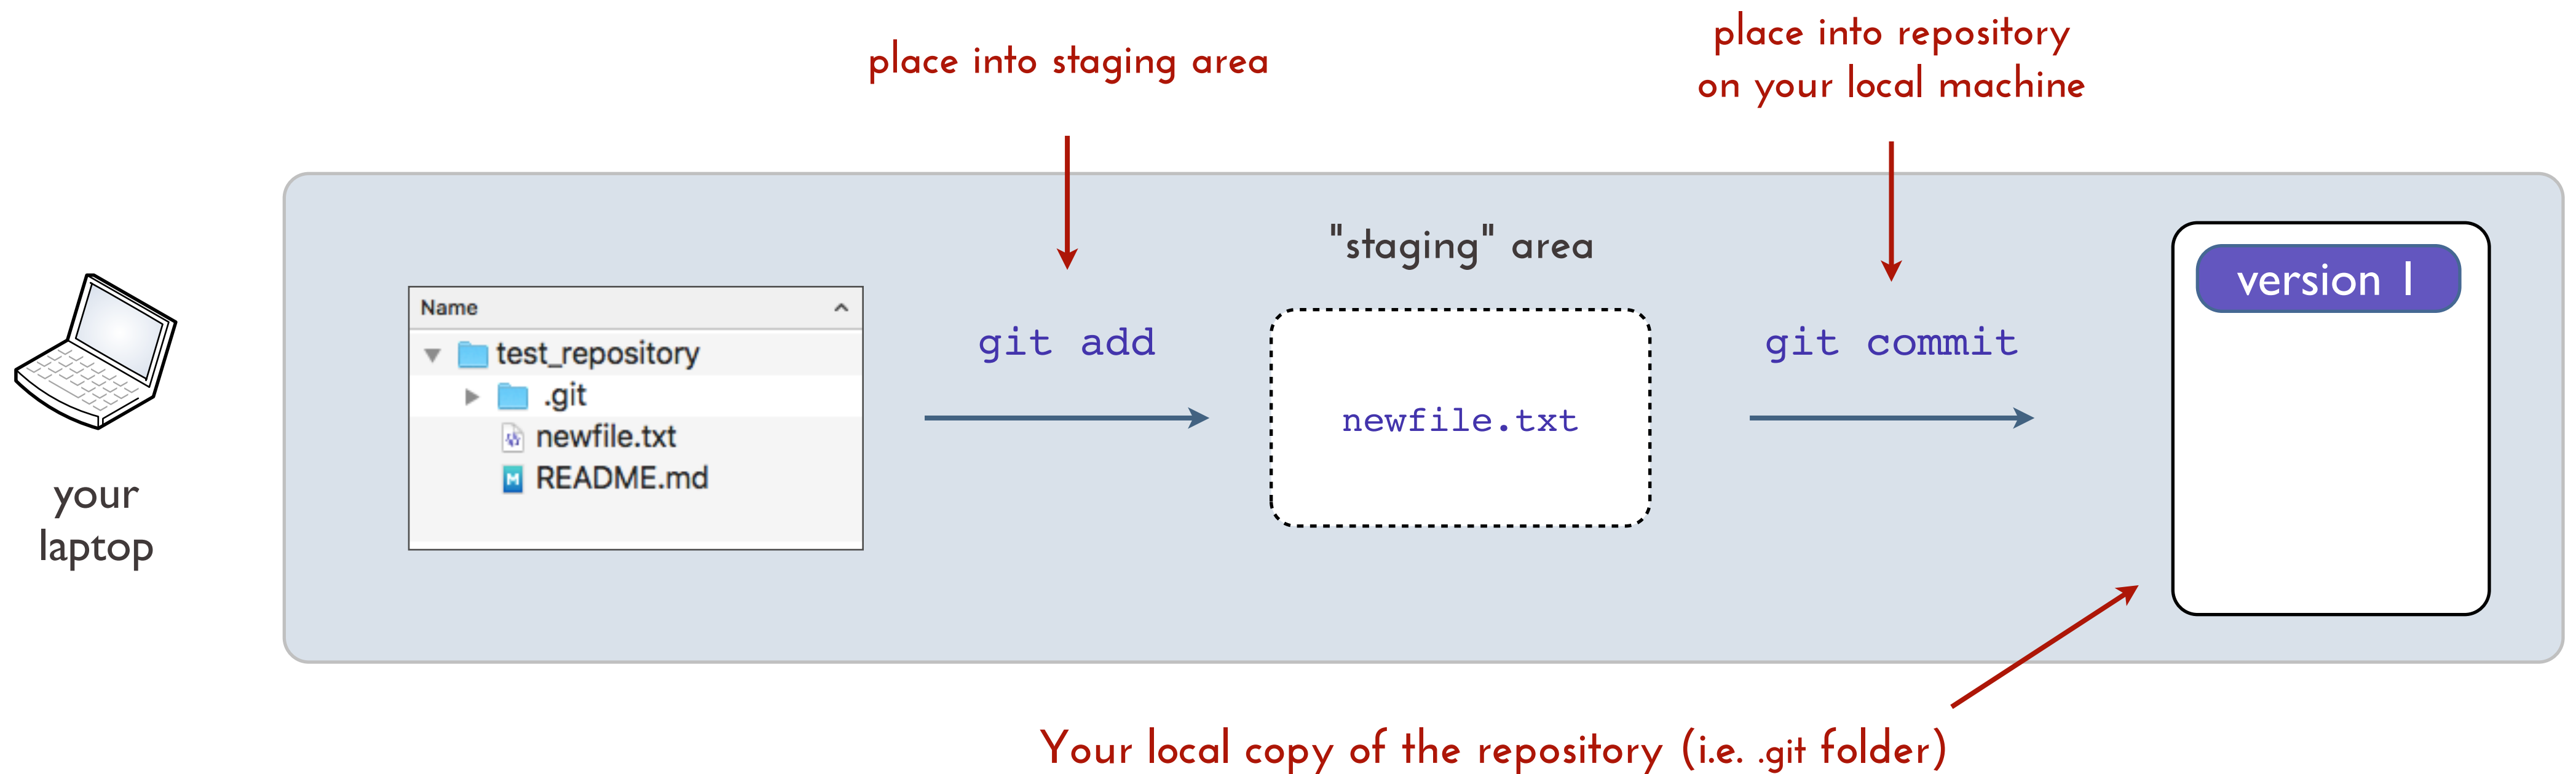 place into staging area
place into repository
on your local machine
"staging" area
version 1
Name
test_repository
.git
newfile.txt
README.md
git add
newfile.txt
git commit
your
laptop
Your local copy of the repository (i.e. .git folder)